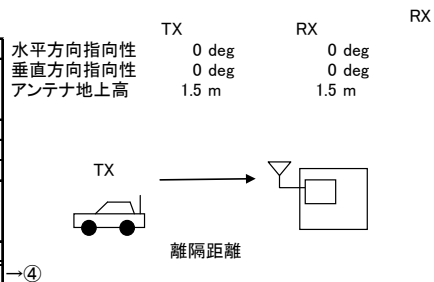 RX
TX RX
水平方向指向性 0 deg 0 deg
垂直方向指向性 0 deg 0 deg
アンテナ地上高 1.5 m 1.5 m
TX
離隔距離
→④